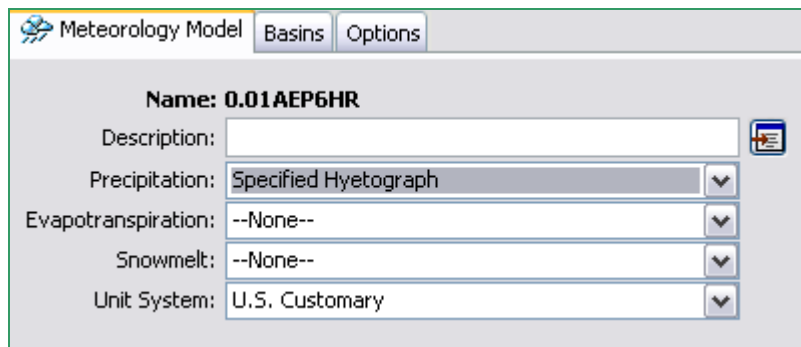 Meteorology Model Basins Options
Name: 0.01AEP6HR
Description:
Precipitation: Specified Hyetograph
Evapotranspiration: --None--
Snowmelt: --None--
Unit System: U.S. Customary